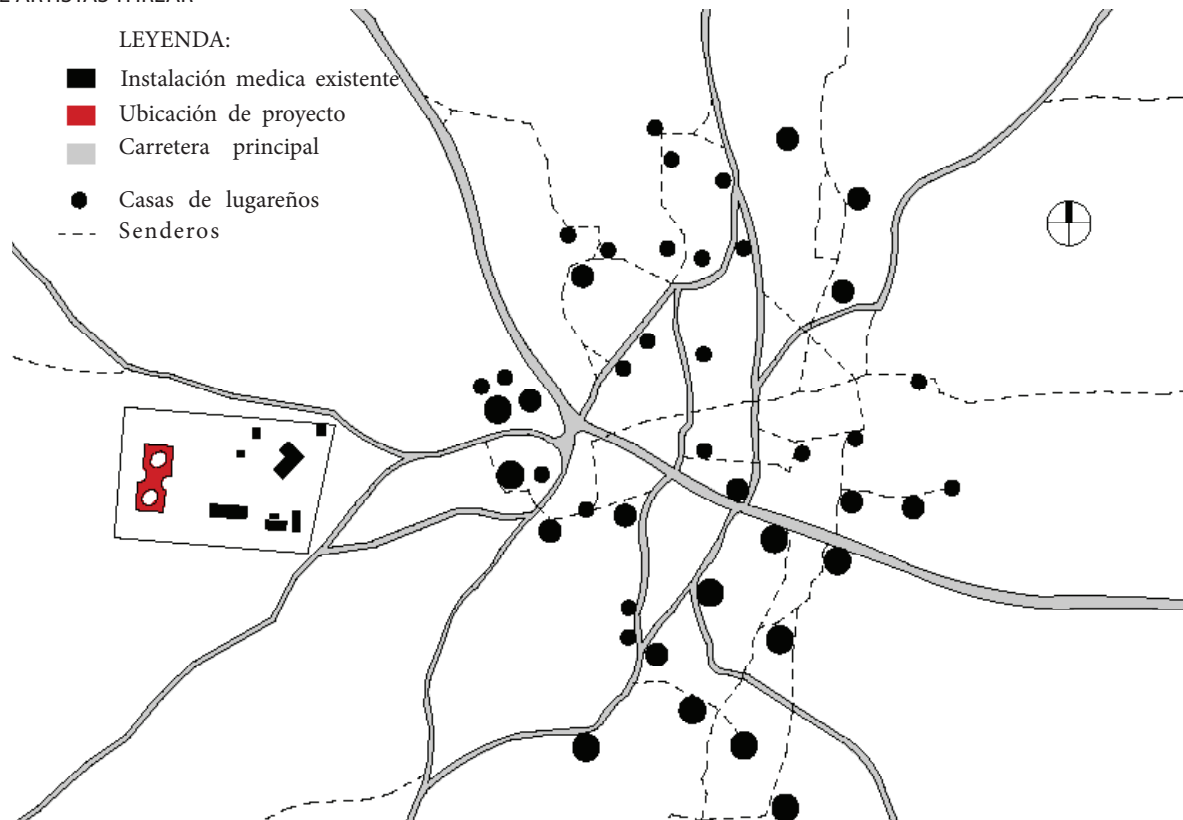 LEYENDA:
Instalación medica existente
Ubicación de proyecto
Carretera principal
Casas de lugareños
Senderos